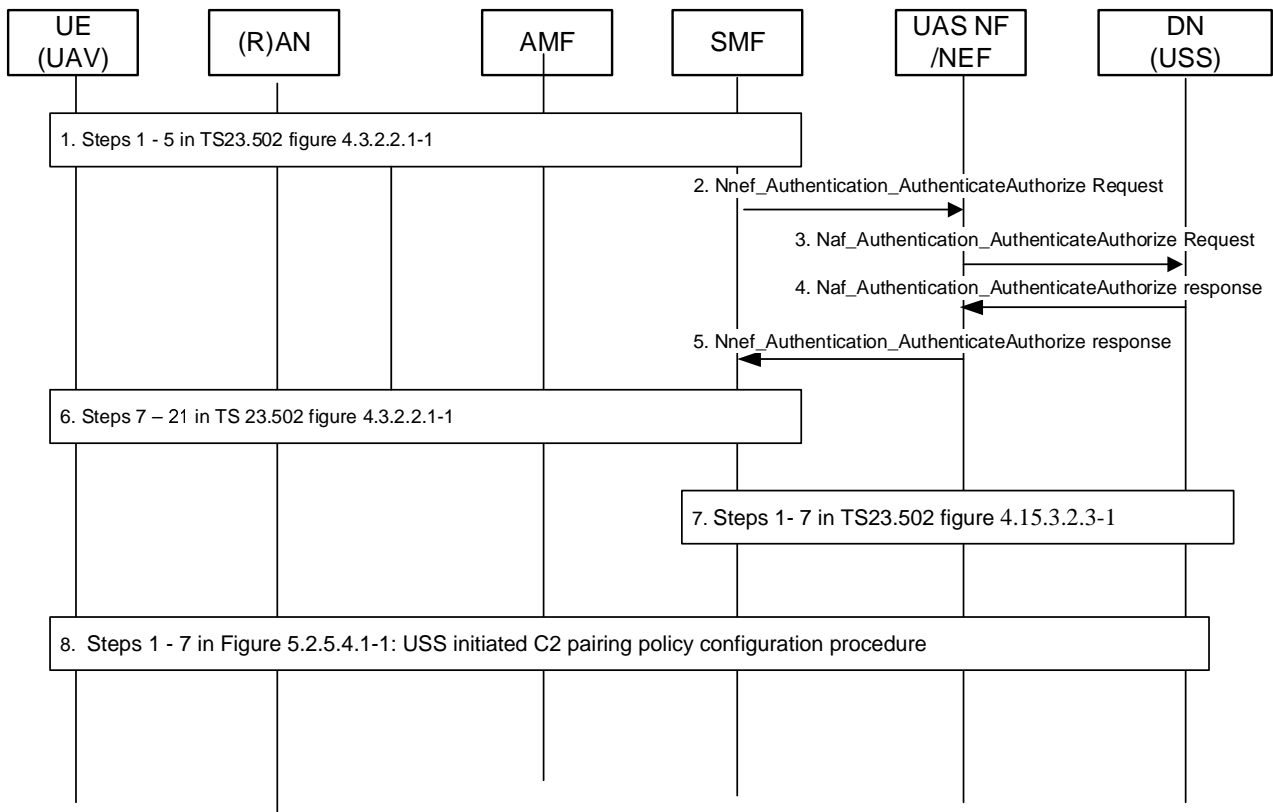 UE
(UAV)
(R)AN
AMF
SMF
UAS NF
/NEF
DN
(USS)
1. Steps 1 - 5 in TS23.502 figure 4.3.2.2.1-1
2. Nnef_Authentication_AuthenticateAuthorize Request
3. Naf_Authentication_AuthenticateAuthorize Request
4. Naf_Authentication_AuthenticateAuthorize response
5. Nnef_Authentication_AuthenticateAuthorize response
6. Steps 7 – 21 in TS 23.502 figure 4.3.2.2.1-1
7. Steps 1- 7 in TS23.502 figure 4.15.3.2.3-1
8. Steps 1 - 7 in Figure 5.2.5.4.1-1: USS initiated C2 pairing policy configuration procedure